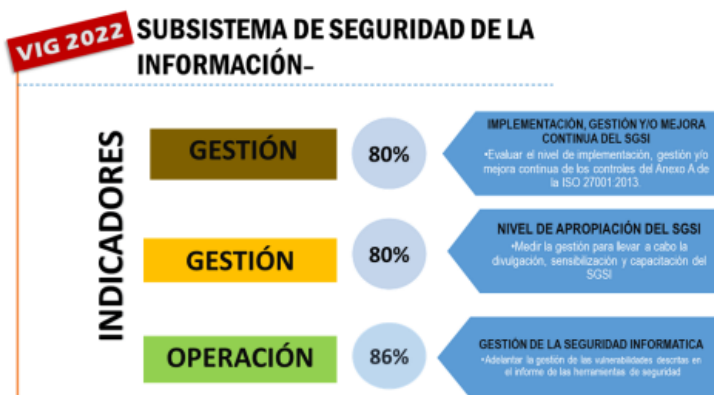 VIG 2022
SUBSISTEMA DE SEGURIDAD DE LA
INFORMACIÓN–
INDICADORES
GESTIÓN
80%
IMPLEMENTACIÓN, GESTIÓN Y/O MEJORA
CONTINUA DEL SGSI
•Evaluar el nivel de implementación, gestión y/o
mejora continua de los controles del Anexo A de
la ISO 27001:2013.
GESTIÓN
80%
NIVEL DE APROPIACIÓN DEL SGSI
•Medir la gestión para llevar a cabo la
divulgación, sensibilización y capacitación del
SGSI
OPERACIÓN
86%
GESTIÓN DE LA SEGURIDAD INFORMATICA
•Adelantar la gestión de las vulnerabilidades descritas en
el informe de las herramientas de seguridad